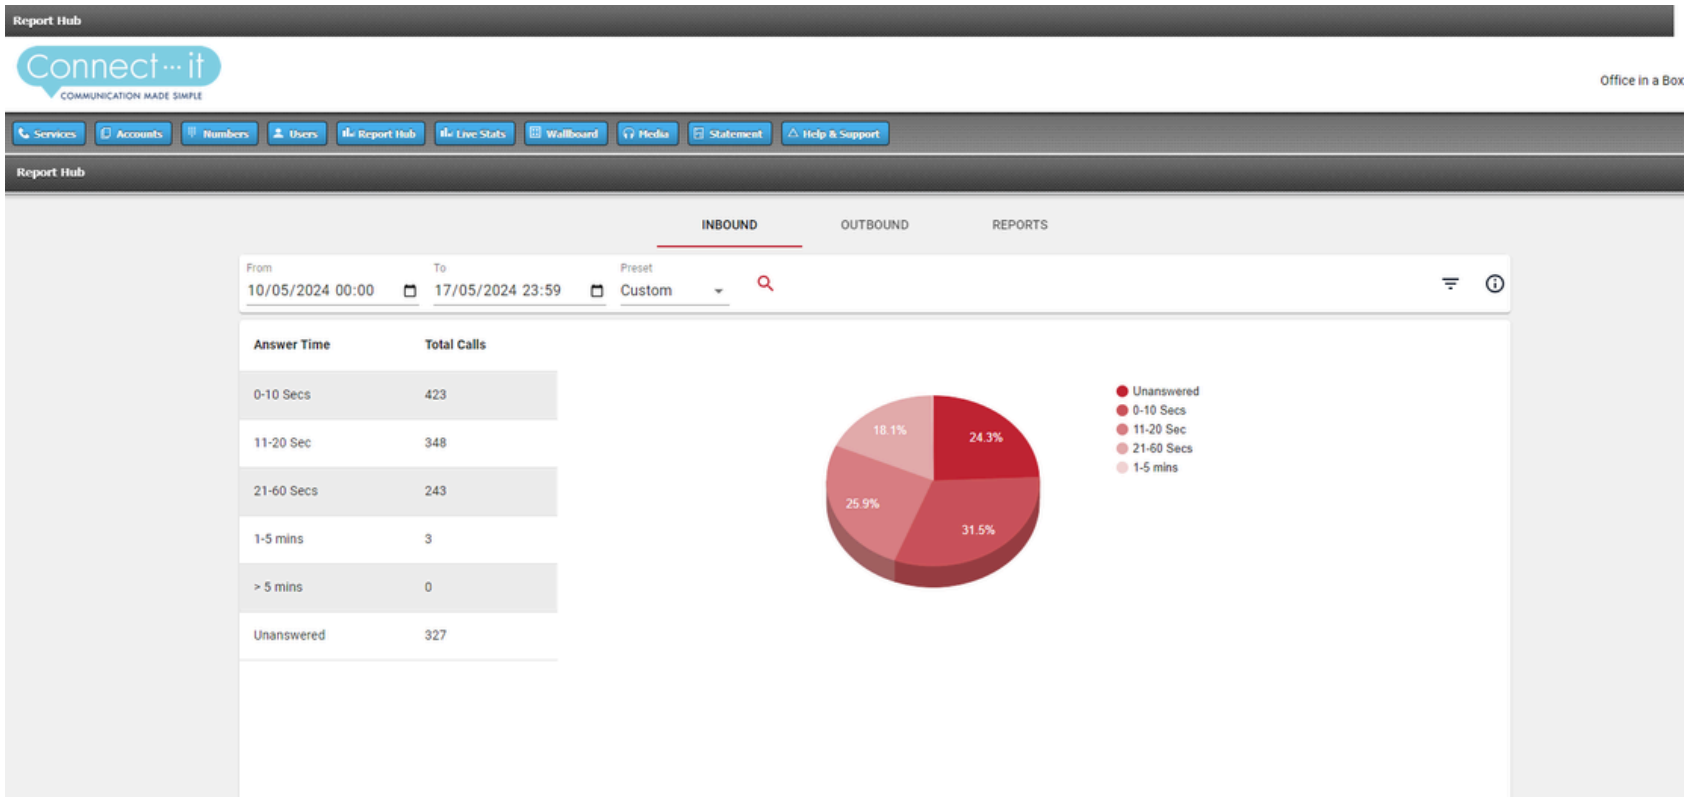 Report Hub
Connect···it
COMMUNICATION MADE SIMPLE
Office in a Box
Services Accounts Numbers Users Report Hub Live Stats Wallboard Media Statement Help & Support
Report Hub
INBOUND OUTBOUND REPORTS
From To Preset
10/05/2024 00:00 17/05/2024 23:59 Custom
Answer Time Total Calls
0-10 Secs 423
11-20 Sec 348
21-60 Secs 243
1-5 mins 3
> 5 mins 0
Unanswered 327
18.1%
24.3%
25.9%
31.5%
Unanswered
0-10 Secs
11-20 Sec
21-60 Secs
1-5 mins